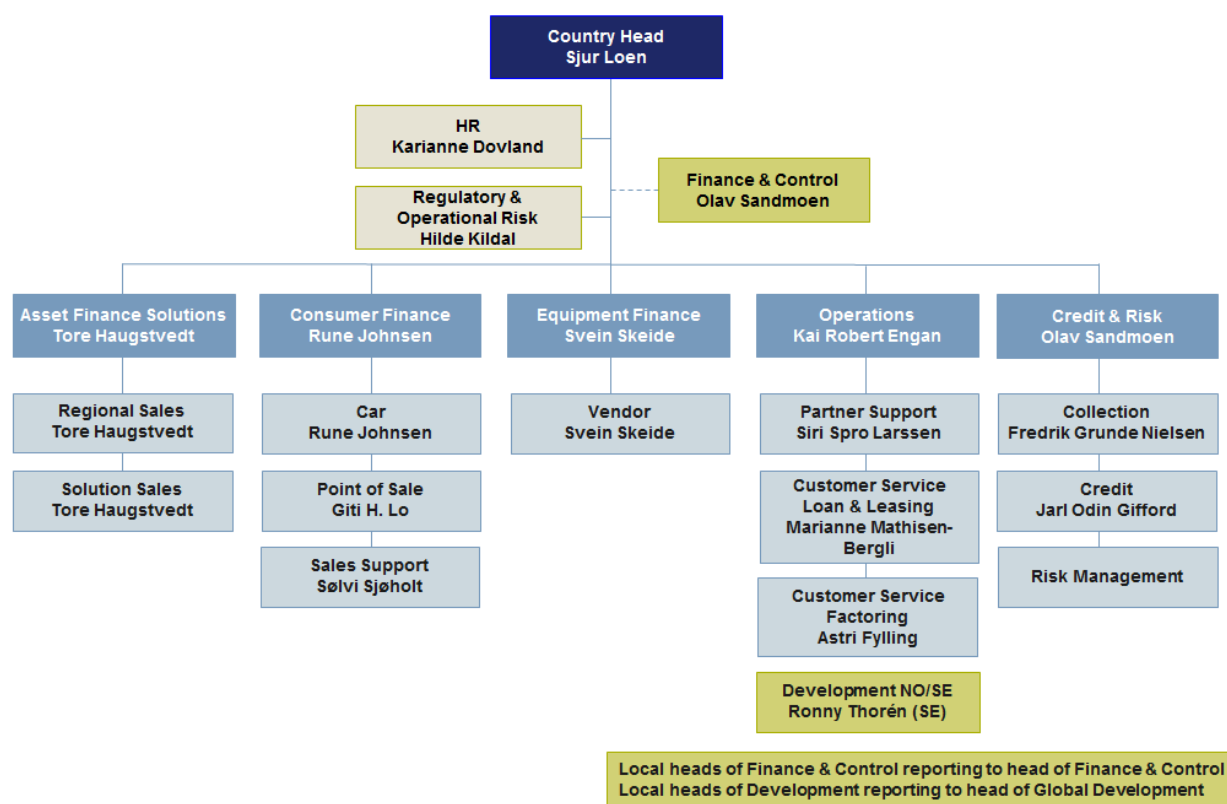 Country Head
Sjur Loen
HR
Karianne Dovland
Finance & Control
Olav Sandmoen
Regulatory &
Operational Risk
Hilde Kildal
Asset Finance Solutions
Tore Haugstvedt
Consumer Finance
Rune Johnsen
Equipment Finance
Svein Skeide
Operations
Kai Robert Engan
Credit & Risk
Olav Sandmoen
Regional Sales
Tore Haugstvedt
Car
Rune Johnsen
Vendor
Svein Skeide
Partner Support
Siri Spro Larssen
Collection
Fredrik Grunde Nielsen
Solution Sales
Tore Haugstvedt
Point of Sale
Giti H. Lo
Customer Service
Loan & Leasing
Marianne Mathisen-
Bergli
Credit
Jarl Odin Gifford
Sales Support
Sølvi Sjøholt
Risk Management
Customer Service
Factoring
Astri Fylling
Development NO/SE
Ronny Thorén (SE)
Local heads of Finance & Control reporting to head of Finance & Control
Local heads of Development reporting to head of Global Development